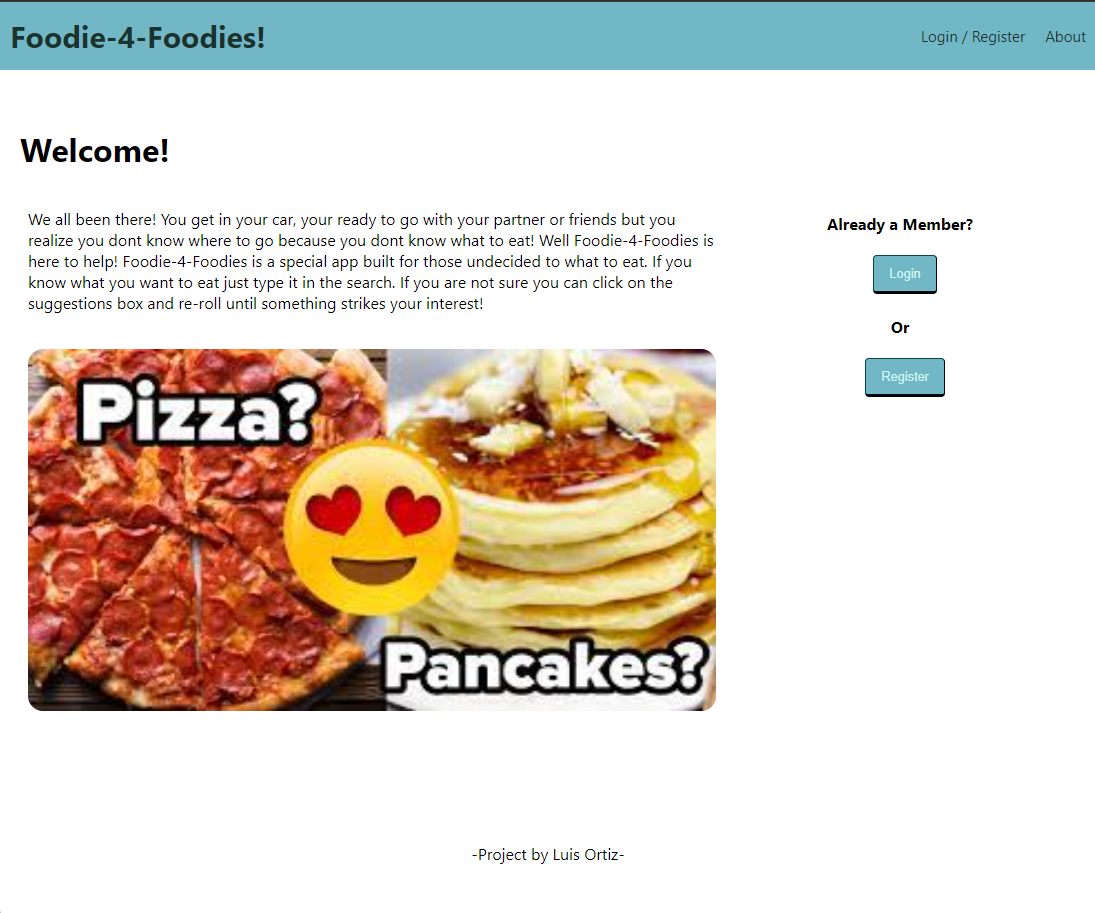 Foodie-4-Foodies!
Login / Register
About
Welcome!
We all been there! You get in your car, your ready to go with your partner or friends but you
realize you dont know where to go because you dont know what to eat! Well Foodie-4-Foodies is
here to help! Foodie-4-Foodies is a special app built for those undecided to what to eat. If you
know what you want to eat just type it in the search. If you are not sure you can click on the
suggestions box and re-roll until something strikes your interest!
Already a Member?
Login
Or
Register
Pizza?
Pancakes?
-Project by Luis Ortiz-